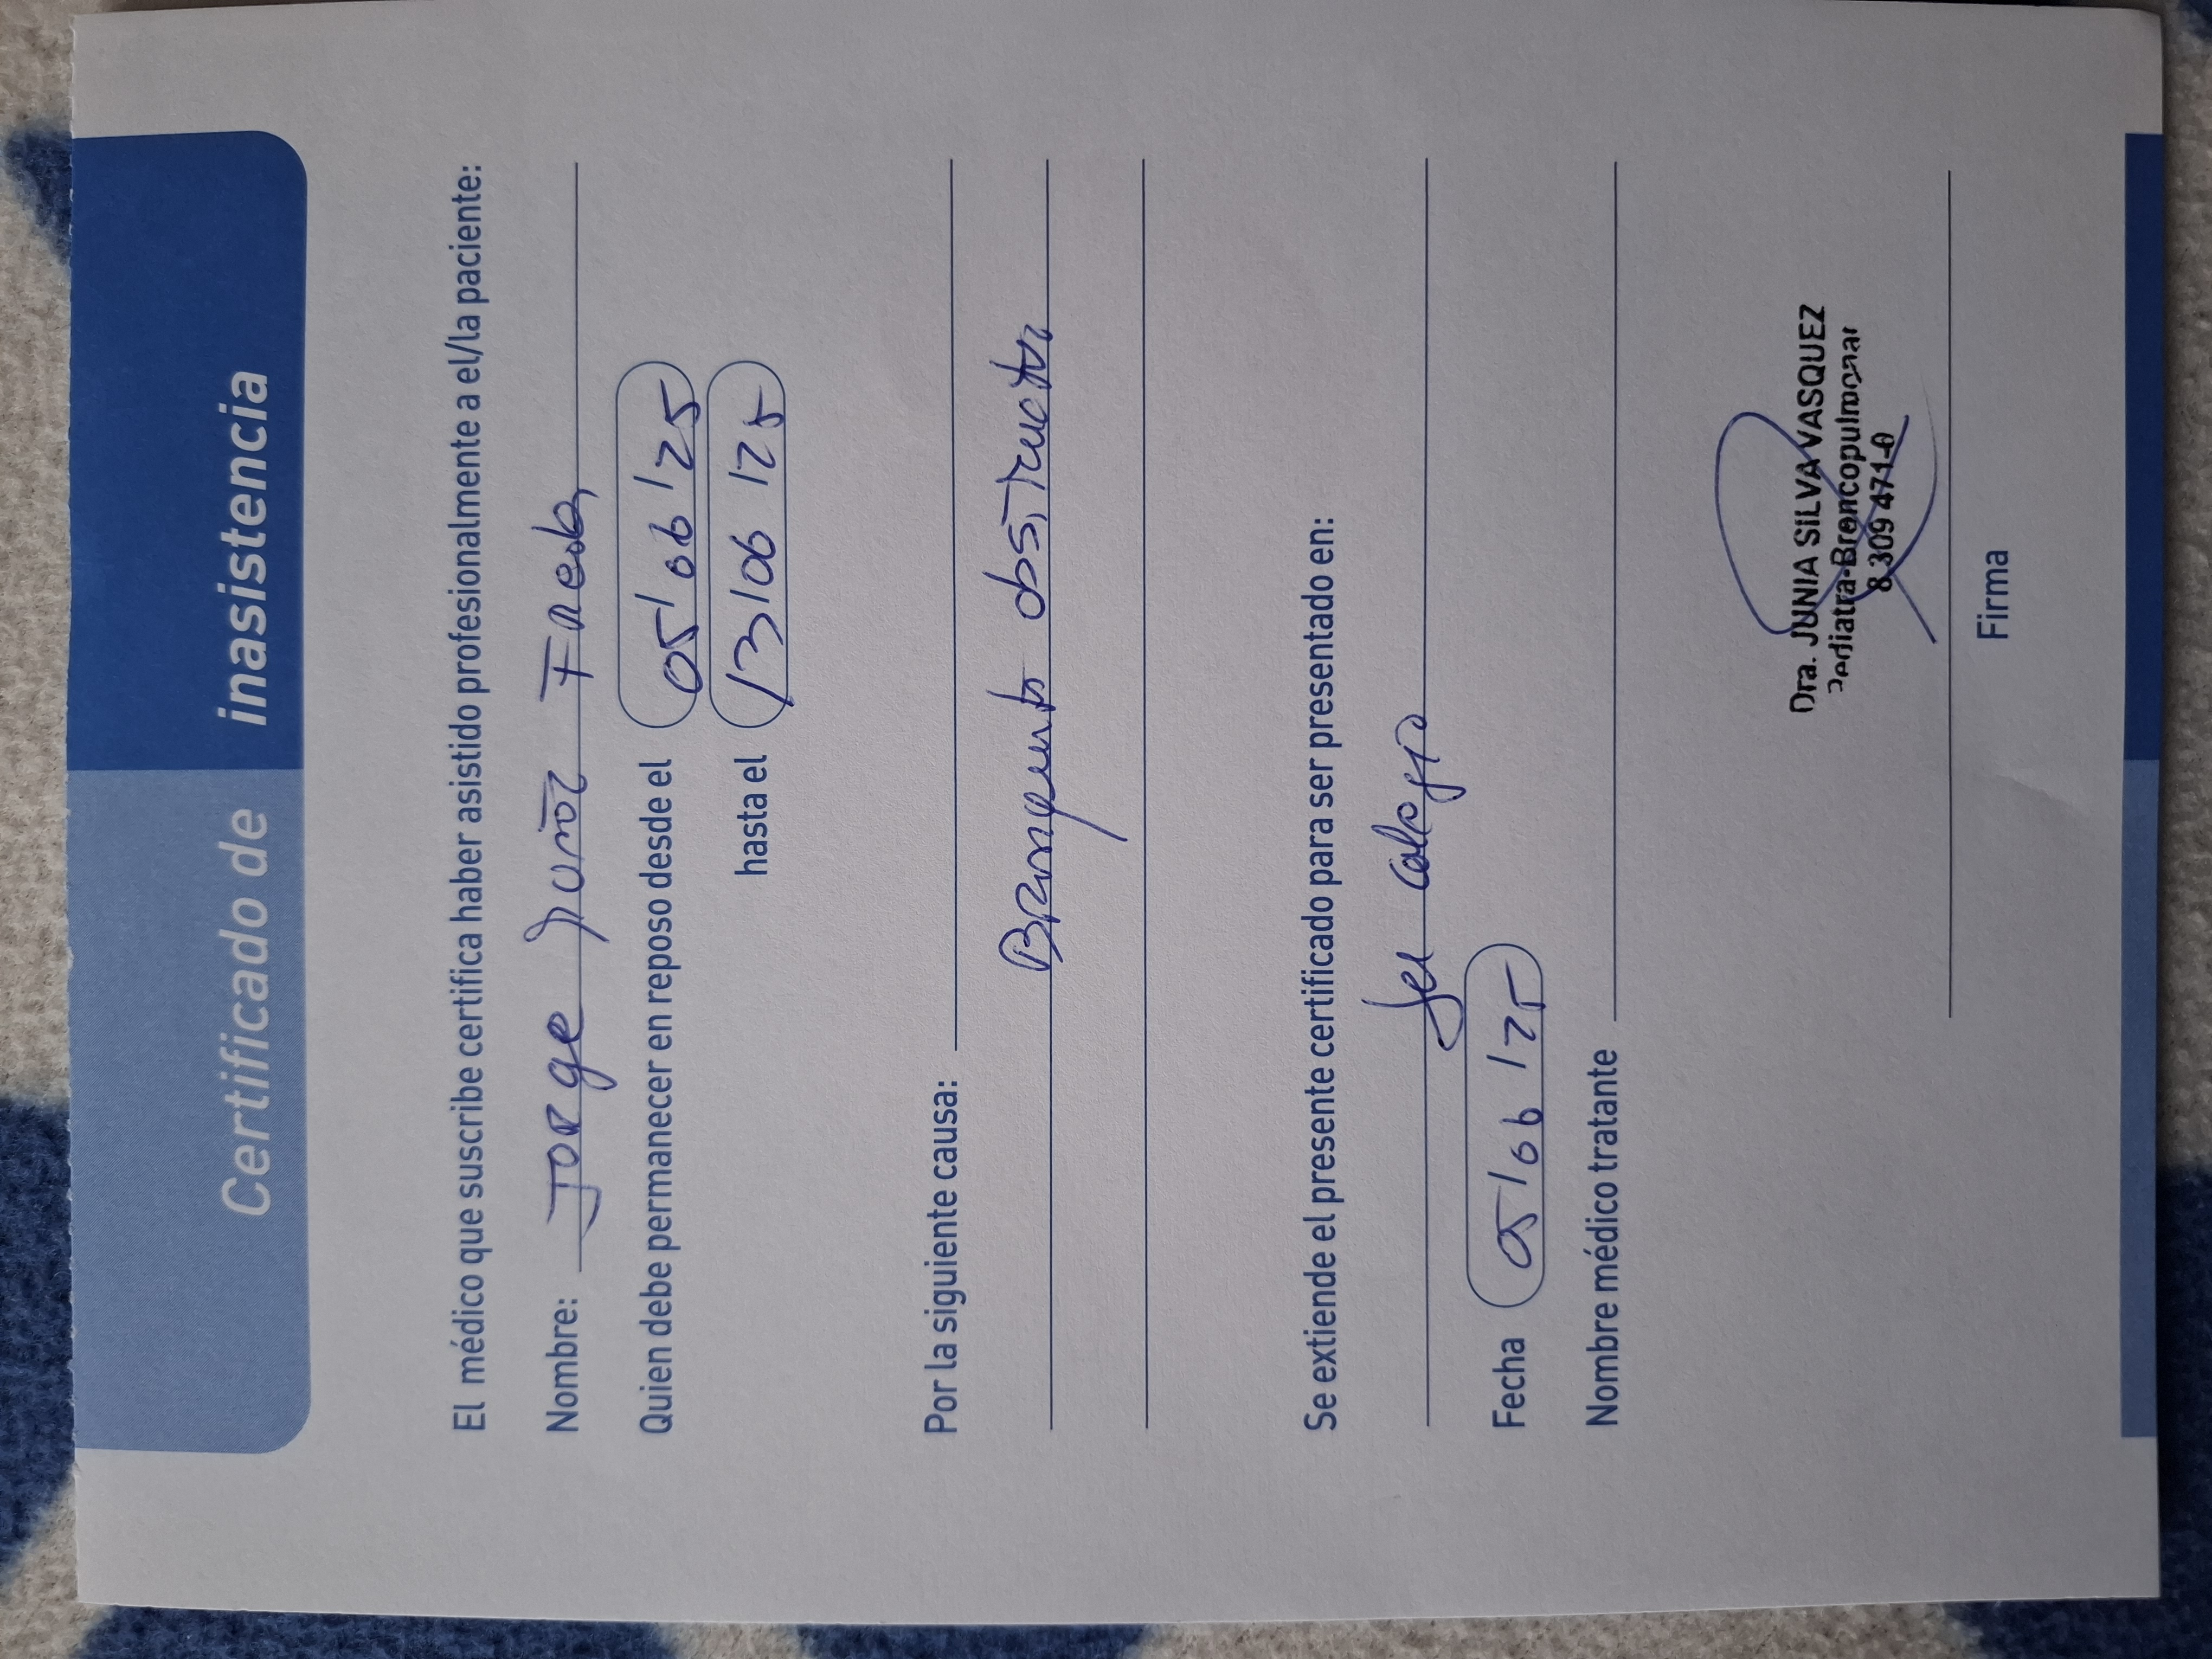 Certificado de inasistencia
El médico que suscribe certifica haber asistido profesionalmente a el/la paciente:
Nombre: Jorge Muñoz
Quien debe permanecer en reposo desde el 05/06/25
hasta el 13/06/25
Por la siguiente causa:
obstructivo
Se extiende el presente certificado para ser presentado en:
colegio
Fecha 05/06/25
Nombre médico tratante
Dra. JUNIA SILVA VASQUEZ
Pediatra-Broncopulmonar
8.309 471-0
Firma